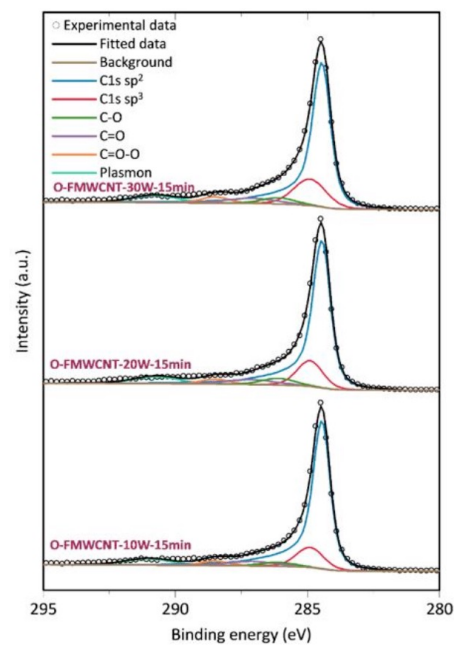 Experimental data
Fitted data
Background
C1s sp²
C1s sp³
C-O
C=O
C=O-O
Plasmon
O-FMWCNT-30W-15min
O-FMWCNT-20W-15min
O-FMWCNT-10W-15min
Intensity (a.u.)
295 290 285 280
Binding energy (eV)